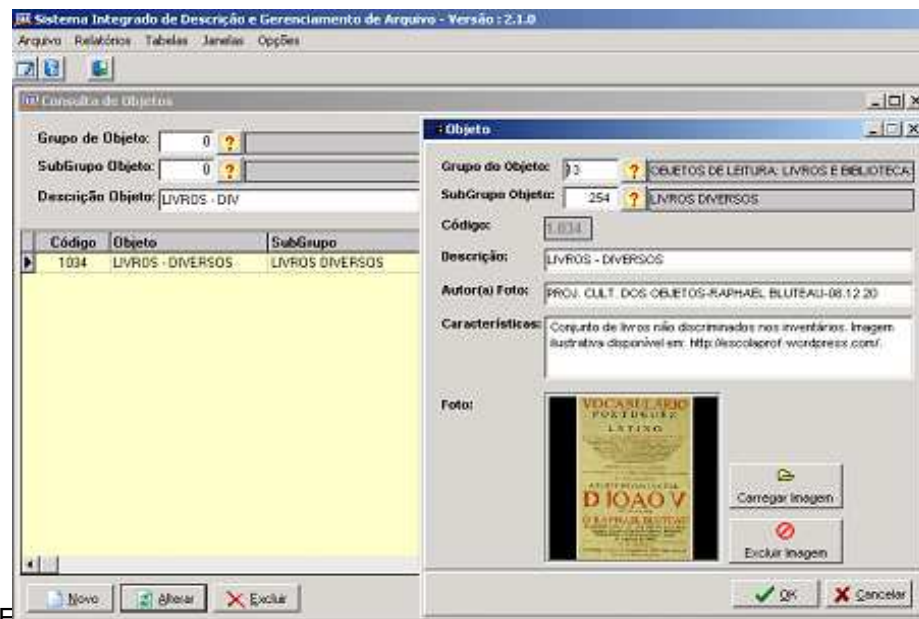 Sistema Integrado de Descrição e Gerenciamento de Arquivo - Versão : 2.1.0
Arquivo Relatórios Tabelas Janelas Opções
Consulta de Objetos
Grupo de Objeto: 0 ?
SubGrupo Objeto: 0 ?
Descrição Objeto: LIVROS - DIV
Código Objeto SubGrupo
1034 LIVROS - DIVERSOS LIVROS DIVERSOS
Novo Alterar Excluir
Objeto
Grupo do Objeto: 13 ? OBJETOS DE LEITURA: LIVROS E BIBLIOTECA
SubGrupo Objeto: 254 ? LIVROS DIVERSOS
Código: 1.034
Descrição: LIVROS - DIVERSOS
Autor(a) Foto: PROJ. CULT. DOS OBJETOS-RAPHAEL BLUTEAU-08.12.20
Características: Conjunto de livros não discriminados nos inventários. Imagem
ilustrativa disponível em: http://escolaprof.wordpress.com/.
Foto:
VOCABULARIO
PORTUGUEZ
LATINO
D JOAO V
Carregar Imagem
Excluir Imagem
OK Cancelar